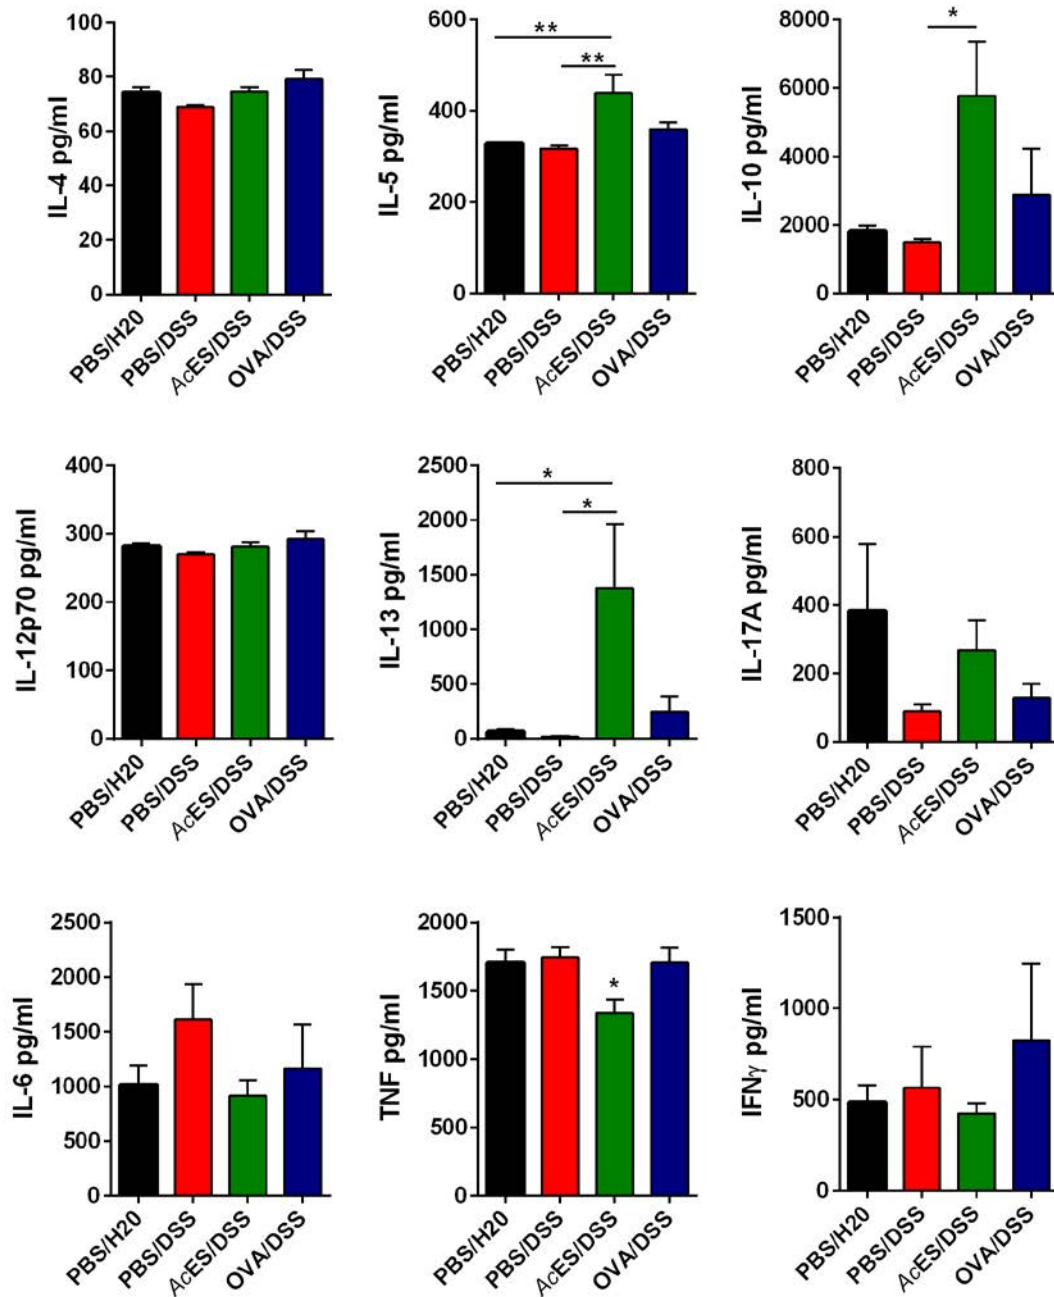 IL-4 pg/ml
100
80
60
40
20
0
PBS/H20
PBS/DSS
AcES/DSS
OVA/DSS
IL-5 pg/ml
600
400
200
0
**
**
PBS/H20
PBS/DSS
AcES/DSS
OVA/DSS
IL-10 pg/ml
8000
6000
4000
2000
0
*
PBS/H20
PBS/DSS
AcES/DSS
OVA/DSS
IL-12p70 pg/ml
400
300
200
100
0
PBS/H20
PBS/DSS
AcES/DSS
OVA/DSS
IL-13 pg/ml
2500
2000
1500
1000
500
0
*
*
PBS/H20
PBS/DSS
AcES/DSS
OVA/DSS
IL-17A pg/ml
800
600
400
200
0
PBS/H20
PBS/DSS
AcES/DSS
OVA/DSS
IL-6 pg/ml
2500
2000
1500
1000
500
0
PBS/H20
PBS/DSS
AcES/DSS
OVA/DSS
TNF pg/ml
2000
1500
1000
500
0
*
PBS/H20
PBS/DSS
AcES/DSS
OVA/DSS
IFNγ pg/ml
1500
1000
500
0
PBS/H20
PBS/DSS
AcES/DSS
OVA/DSS